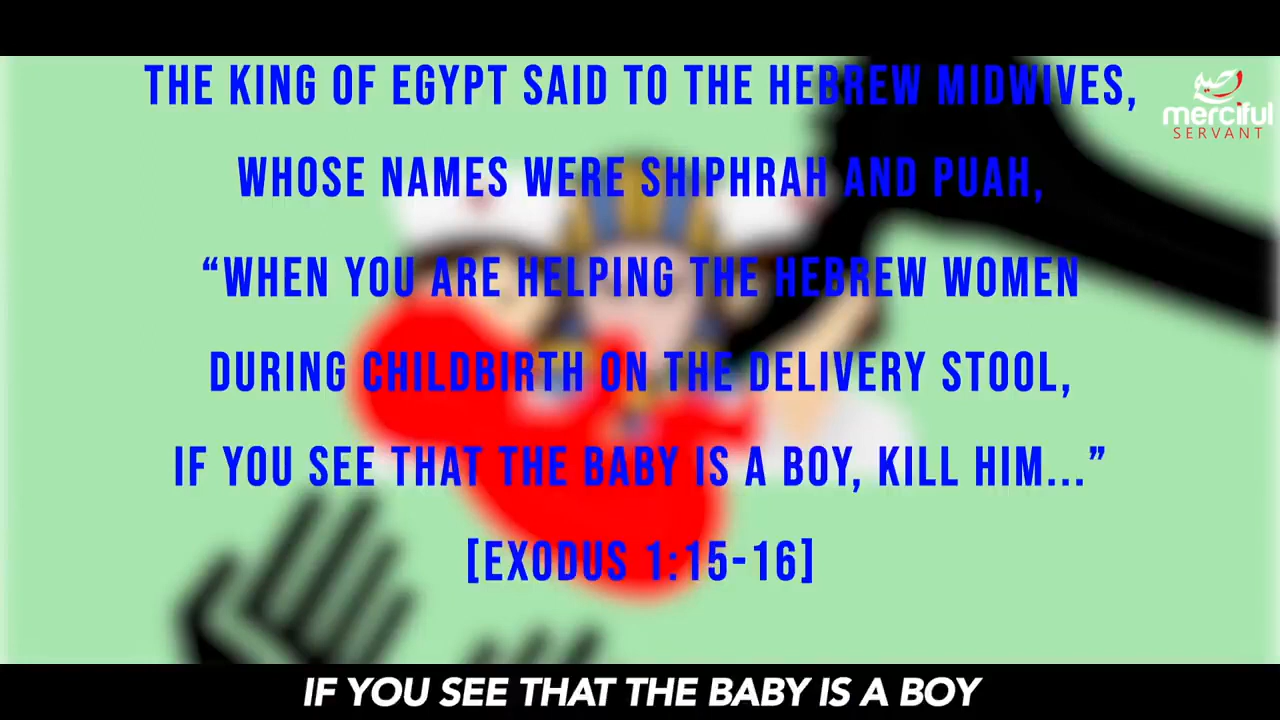 THE KING OF EGYPT SAID TO THE HEBREW MIDWIVES,
WHOSE NAMES WERE SHIPHRAH AND PUAH,
“WHEN YOU ARE HELPING THE HEBREW WOMEN
DURING CHILDBIRTH ON THE DELIVERY STOOL,
IF YOU SEE THAT THE BABY IS A BOY, KILL HIM...”
[EXODUS 1:15-16]
merciful
SERVANT
IF YOU SEE THAT THE BABY IS A BOY